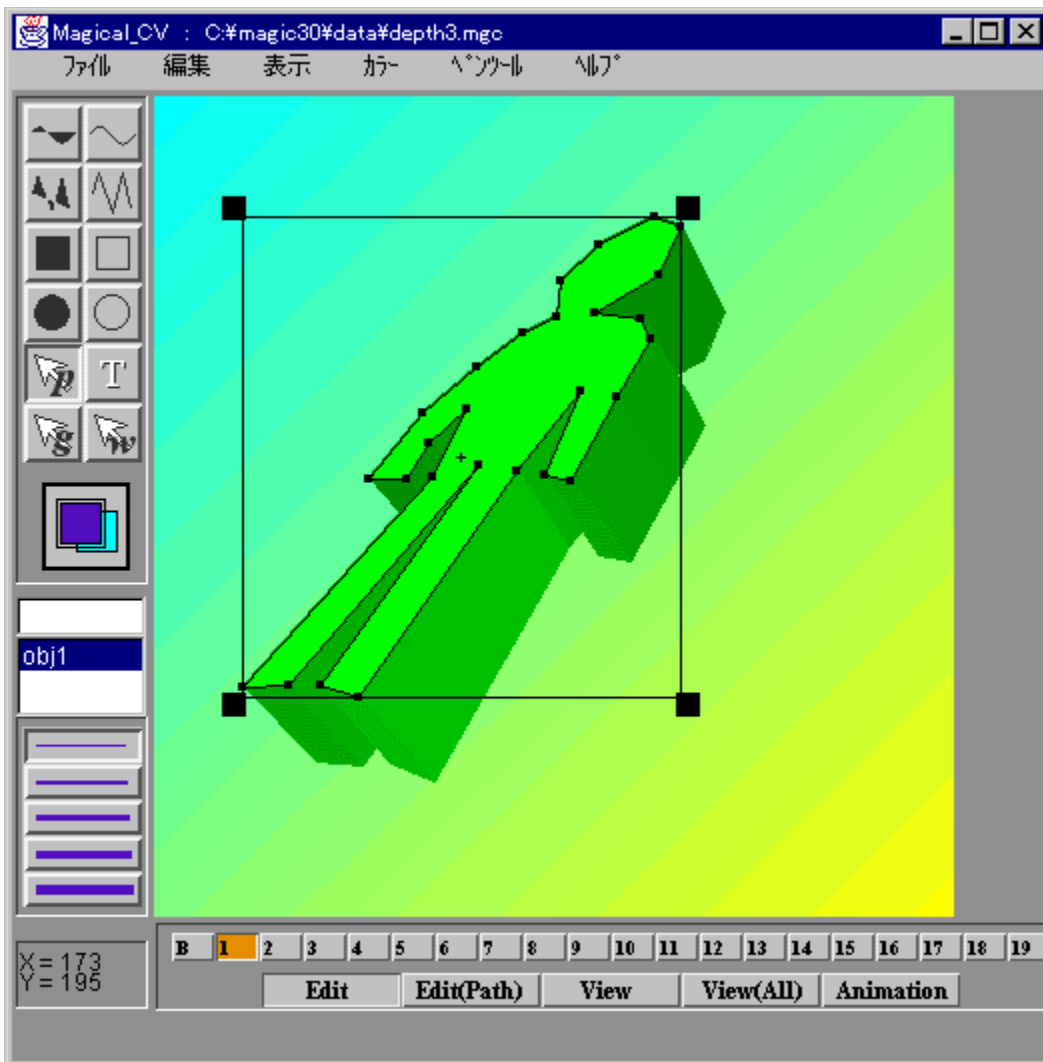 Magical_CV : C:¥magic30¥data¥depth3.mgc
ﾌｧｲﾙ 編集 表示 ｶﾗｰ ﾍﾟﾝﾂｰﾙ ﾍﾙﾌﾟ
p T
g w
obj1
B 1 2 3 4 5 6 7 8 9 10 11 12 13 14 15 16 17 18 19
X = 173
Y = 195
Edit Edit(Path) View View(All) Animation